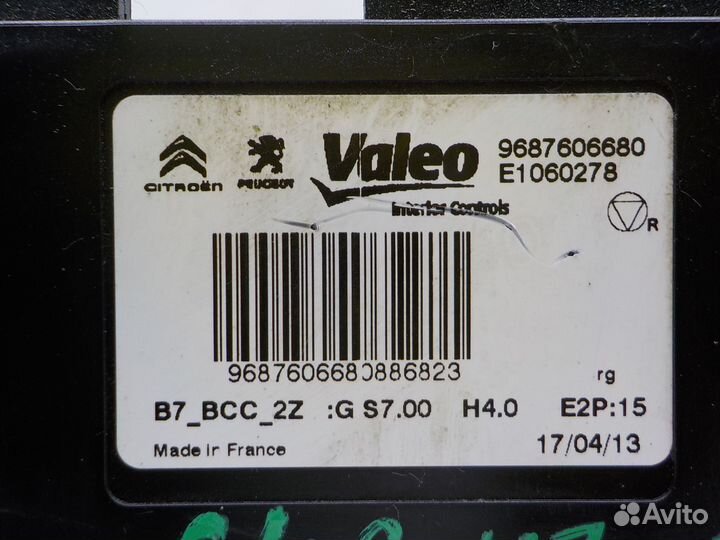 CITROËN PEUGEOT Valeo 9687606680
E1060278
Interior Controls
R
9687606680886823
rg
B7_BCC_2Z :G S7.00 H4.0 E2P:15
Made in France 17/04/13
Avito